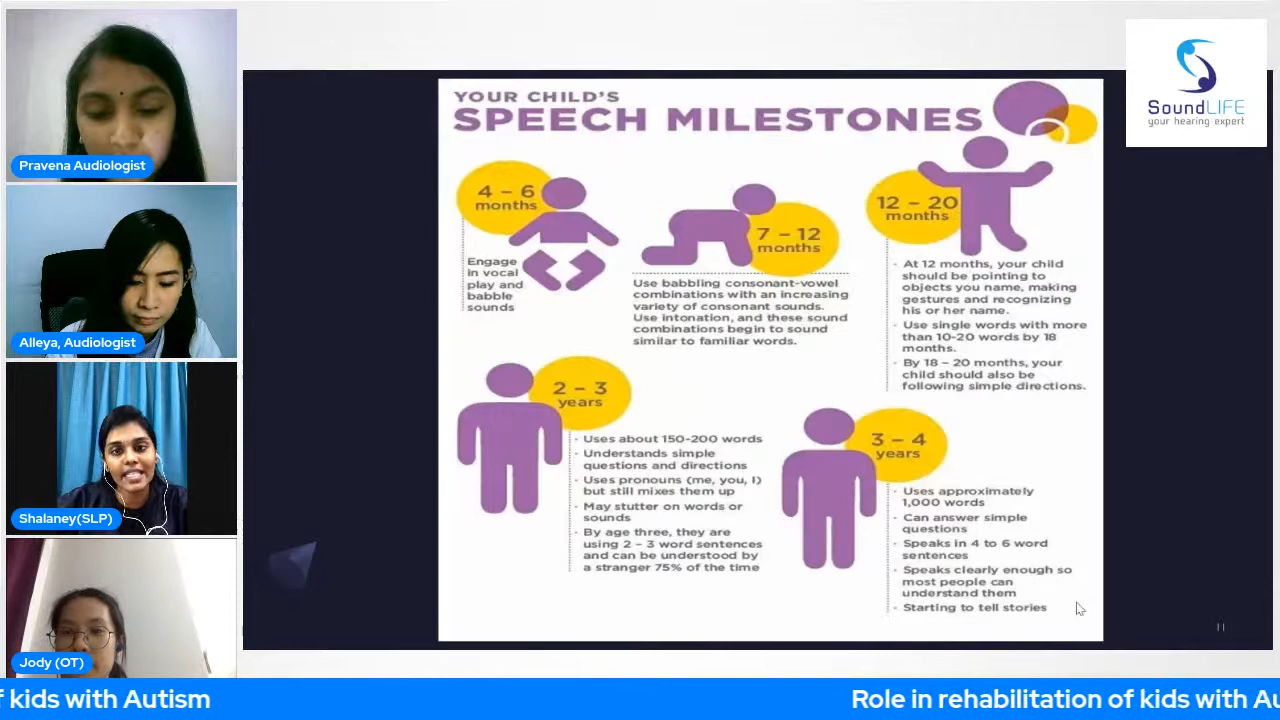 Pravena Audiologist
Alleya, Audiologist
Shalaney(SLP)
Jody (OT)
SoundLIFE
your hearing expert
YOUR CHILD'S
SPEECH MILESTONES
4 – 6
months
Engage
in vocal
play and
babble
sounds
7 – 12
months
Use babbling consonant-vowel
combinations with an increasing
variety of consonant sounds.
Use intonation, and these sound
combinations begin to sound
similar to familiar words.
12 – 20
months
- At 12 months, your child
should be pointing to
objects you name, making
gestures and recognizing
his or her name.
- Use single words with more
than 10-20 words by 18
months.
- By 18 – 20 months, your
child should also be
following simple directions.
2 – 3
years
- Uses about 150-200 words
- Understands simple
questions and directions
- Uses pronouns (me, you, I)
but still mixes them up
- May stutter on words or
sounds
- By age three, they are
using 2 – 3 word sentences
and can be understood by
a stranger 75% of the time
3 – 4
years
- Uses approximately
1,000 words
- Can answer simple
questions
- Speaks in 4 to 6 word
sentences
- Speaks clearly enough so
most people can
understand them
- Starting to tell stories
11
f kids with Autism
Role in rehabilitation of kids with Au